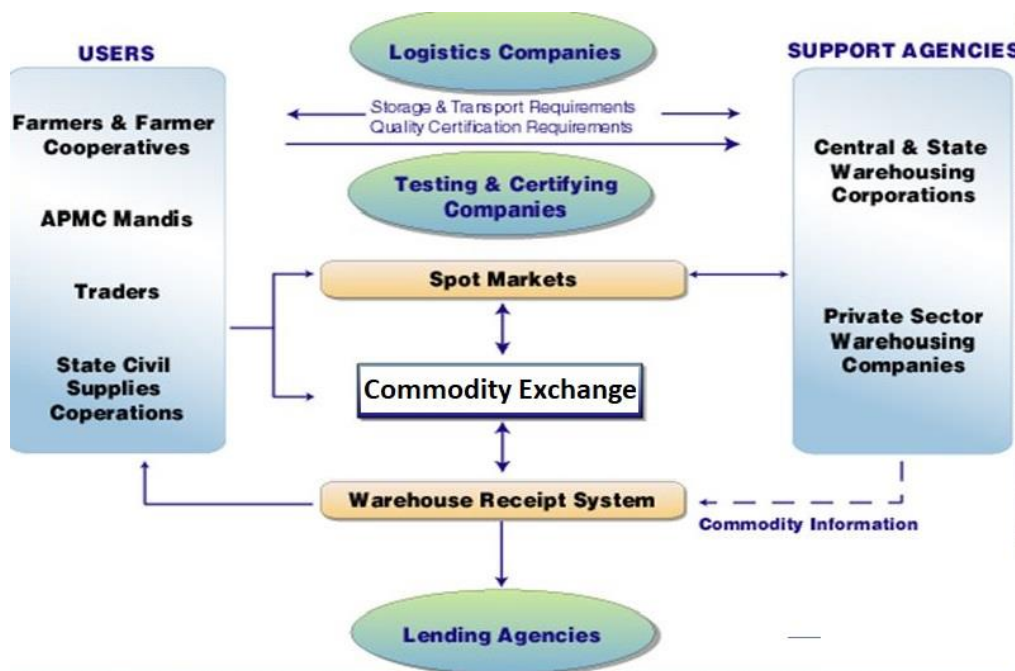 USERS
Farmers & Farmer
Cooperatives
APMC Mandis
Traders
State Civil
Supplies
Coperations
Logistics Companies
Storage & Transport Requirements
Quality Certification Requirements
Testing & Certifying
Companies
Spot Markets
Commodity Exchange
Warehouse Receipt System
Lending Agencies
SUPPORT AGENCIES
Central & State
Warehousing
Corporations
Private Sector
Warehousing
Companies
Commodity Information